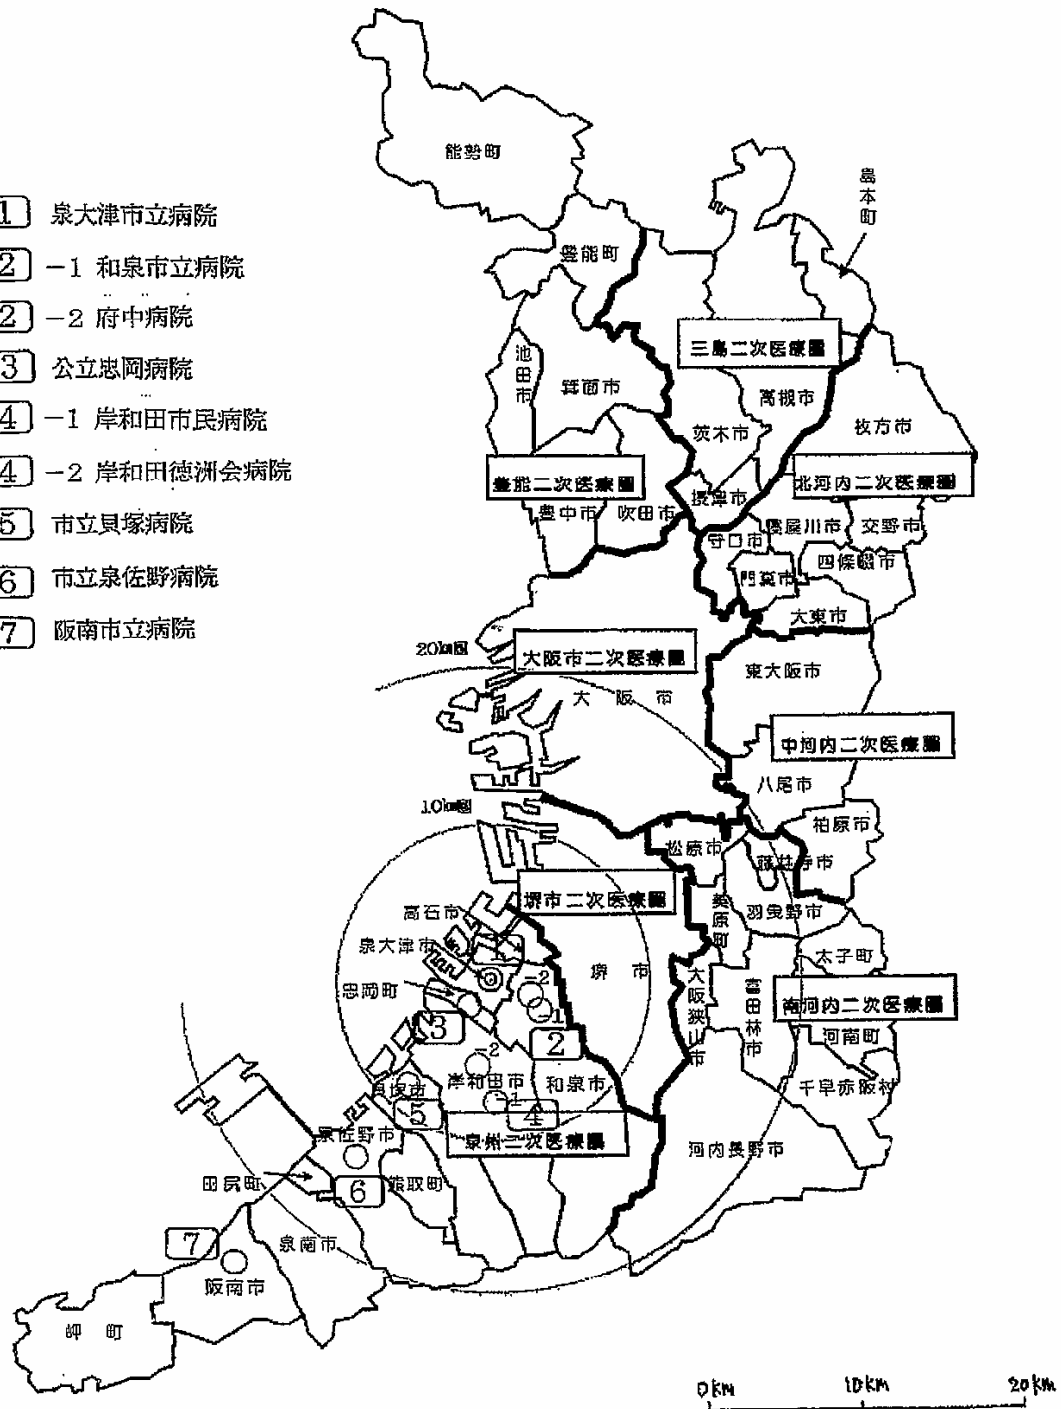 能勢町
島本町
1 泉大津市立病院
豊能町
2 -1 和泉市立病院
2 -2 府中病院
三島二次医療圏
池田市
3 公立忠岡病院
箕面市
高槻市
4 -1 岸和田市民病院
茨木市
枚方市
4 -2 岸和田徳洲会病院
豊能二次医療圏
北河内二次医療圏
摂津市
5 市立貝塚病院
豊中市
吹田市
寝屋川市
交野市
守口市
四條畷市
6 市立泉佐野病院
門真市
大東市
7 阪南市立病院
20km圏
大阪市二次医療圏
東大阪市
大阪市
中河内二次医療圏
八尾市
10km圏
柏原市
松原市
藤井寺市
堺市二次医療圏
高石市
美原町
羽曳野市
泉大津市
1
太子町
堺市
-2
忠岡町
大阪狭山市
富田林市
南河内二次医療圏
-1
3
2
河南町
-2
貝塚市
岸和田市
和泉市
千早赤阪村
-1
5
4
泉佐野市
泉州二次医療圏
河内長野市
田尻町
6
熊取町
7
泉南市
阪南市
岬町
0KM
10KM
20KM